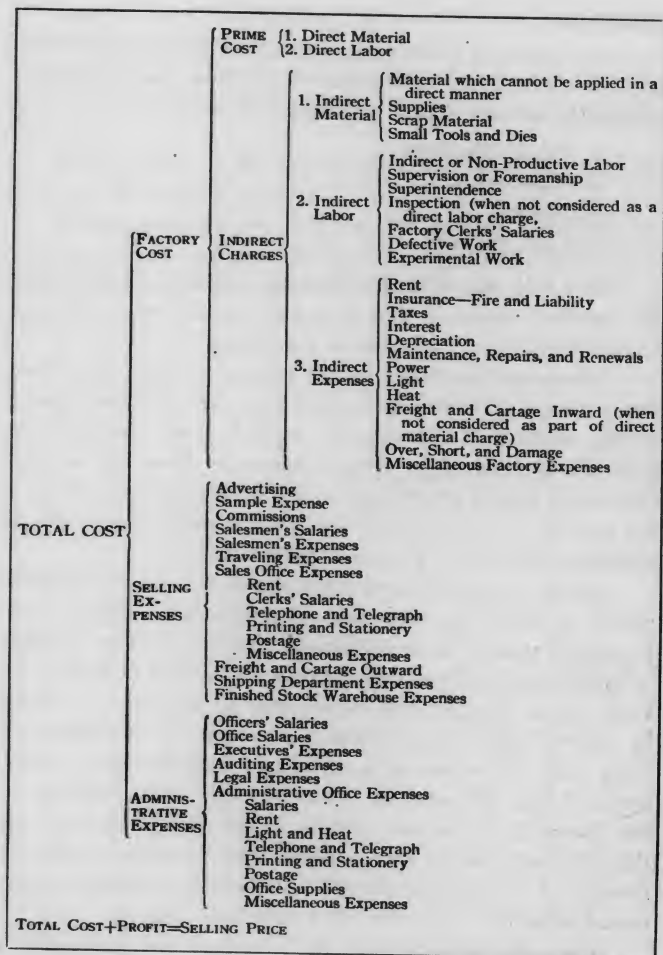 PRIME 1. Direct Material
COST 2. Direct Labor
Material which cannot be applied in a
direct manner
1. Indirect
Material
Supplies
Scrap Material
Small Tools and Dies
Indirect or Non-Productive Labor
Supervision or Foremanship
Superintendence
2. Indirect
Labor
Inspection (when not considered as a
direct labor charge,
Factory Clerks' Salaries
Defective Work
Experimental Work
FACTORY
COST
INDIRECT
CHARGES
Rent
Insurance—Fire and Liability
Taxes
Interest
Depreciation
Maintenance, Repairs, and Renewals
3. Indirect
Expenses
Power
Light
Heat
Freight and Cartage Inward (when
not considered as part of direct
material charge)
Over, Short, and Damage
Miscellaneous Factory Expenses
TOTAL COST
Advertising
Sample Expense
Commissions
Salesmen's Salaries
Salesmen's Expenses
Traveling Expenses
Sales Office Expenses
SELLING
EX-
PENSES
Rent
Clerks' Salaries
Telephone and Telegraph
Printing and Stationery
Postage
Miscellaneous Expenses
Freight and Cartage Outward
Shipping Department Expenses
Finished Stock Warehouse Expenses
Officers' Salaries
Office Salaries
Executives' Expenses
Auditing Expenses
Legal Expenses
Administrative Office Expenses
ADMINIS-
TRATIVE
EXPENSES
Salaries
Rent
Light and Heat
Telephone and Telegraph
Printing and Stationery
Postage
Office Supplies
Miscellaneous Expenses
TOTAL COST+PROFIT=SELLING PRICE